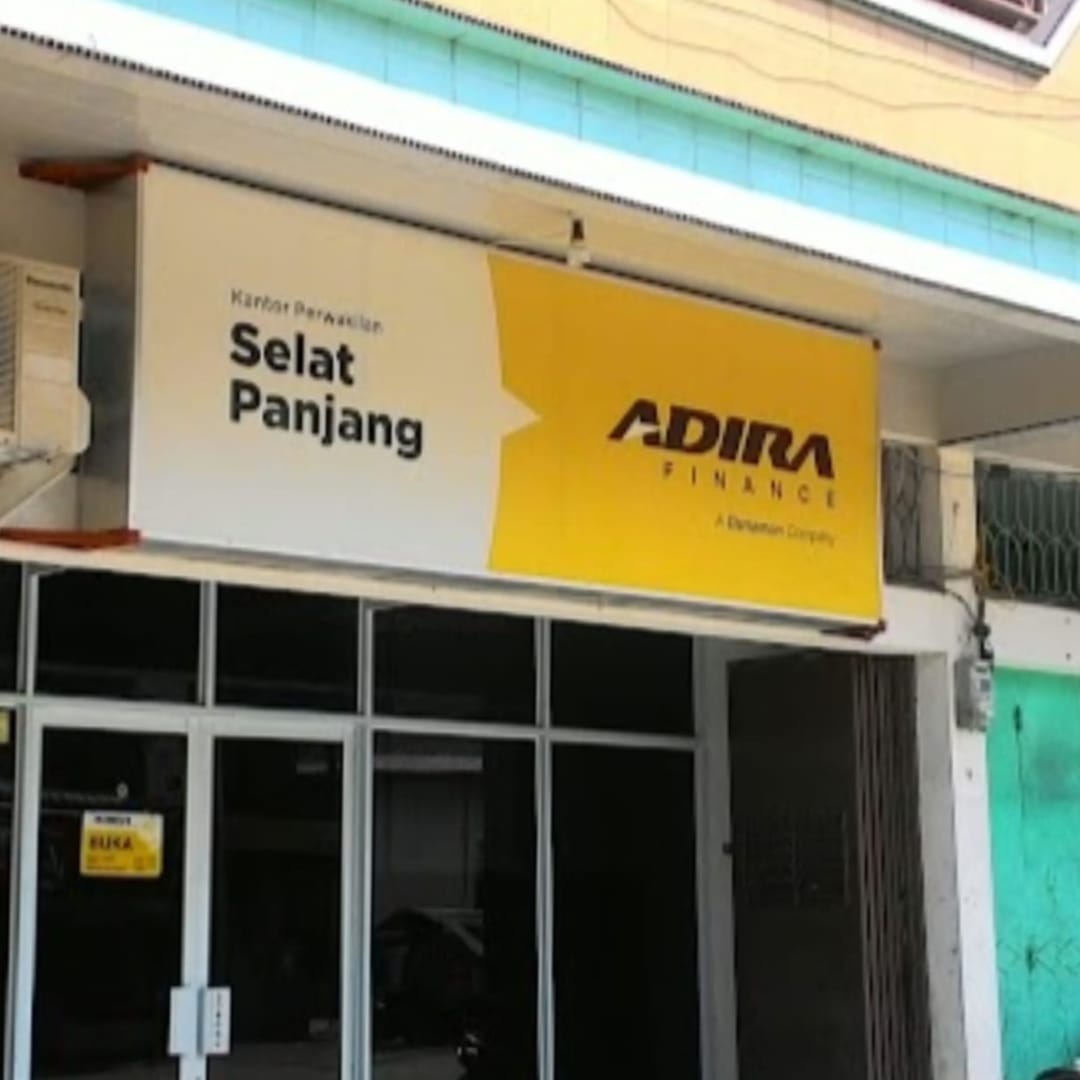 Kantor Perwakilan
Selat
Panjang
ADIRA
FINANCE
A Danamon Company
BUKA